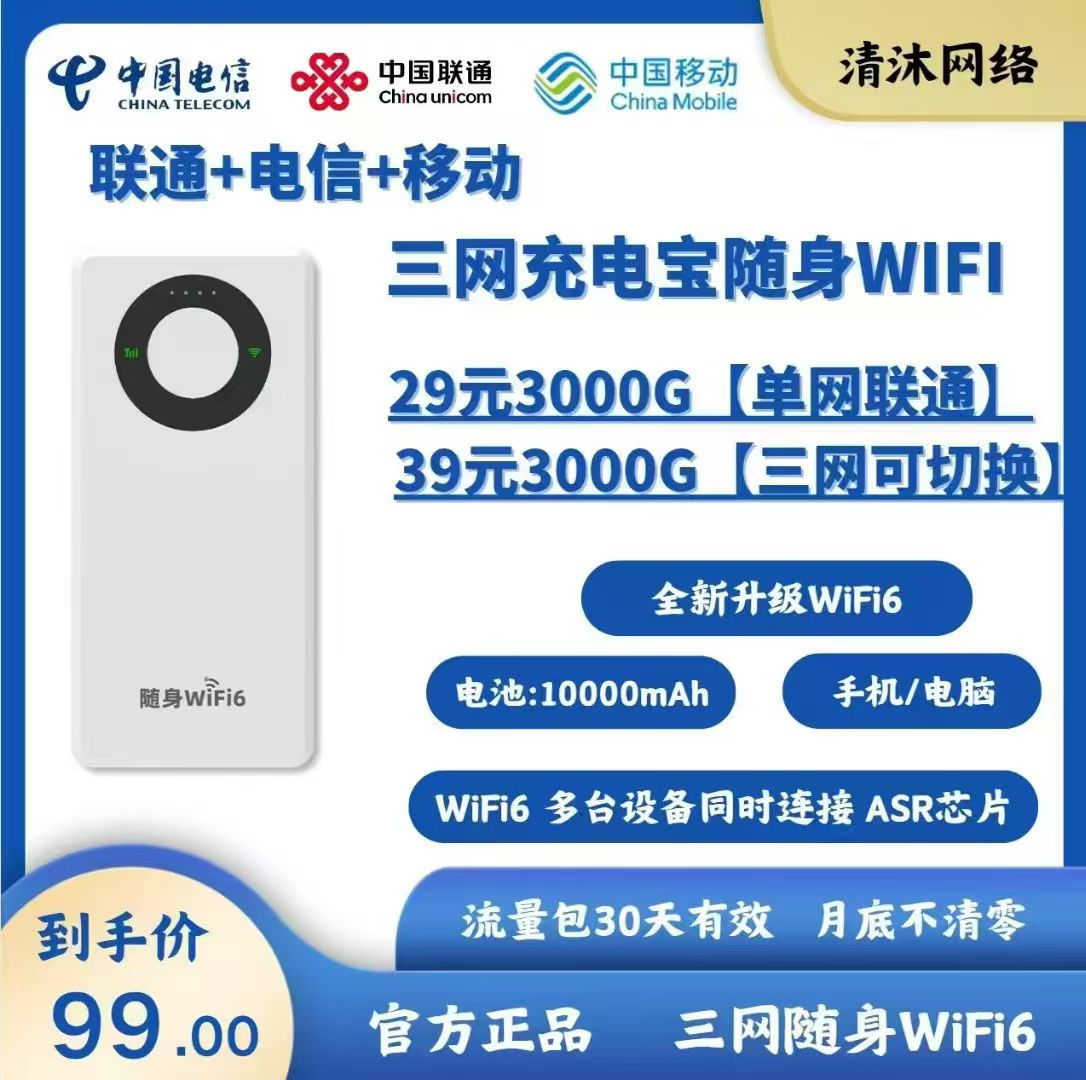 中国电信
CHINA TELECOM
中国联通
China unicom
中国移动
China Mobile
清沐网络
联通+电信+移动
三网充电宝随身WIFI
29元3000G【单网联通】
39元3000G【三网可切换】
全新升级WiFi6
电池:10000mAh
手机/电脑
随身WiFi6
WiFi6 多台设备同时连接 ASR芯片
流量包30天有效 月底不清零
到手价
99.00
官方正品 三网随身WiFi6